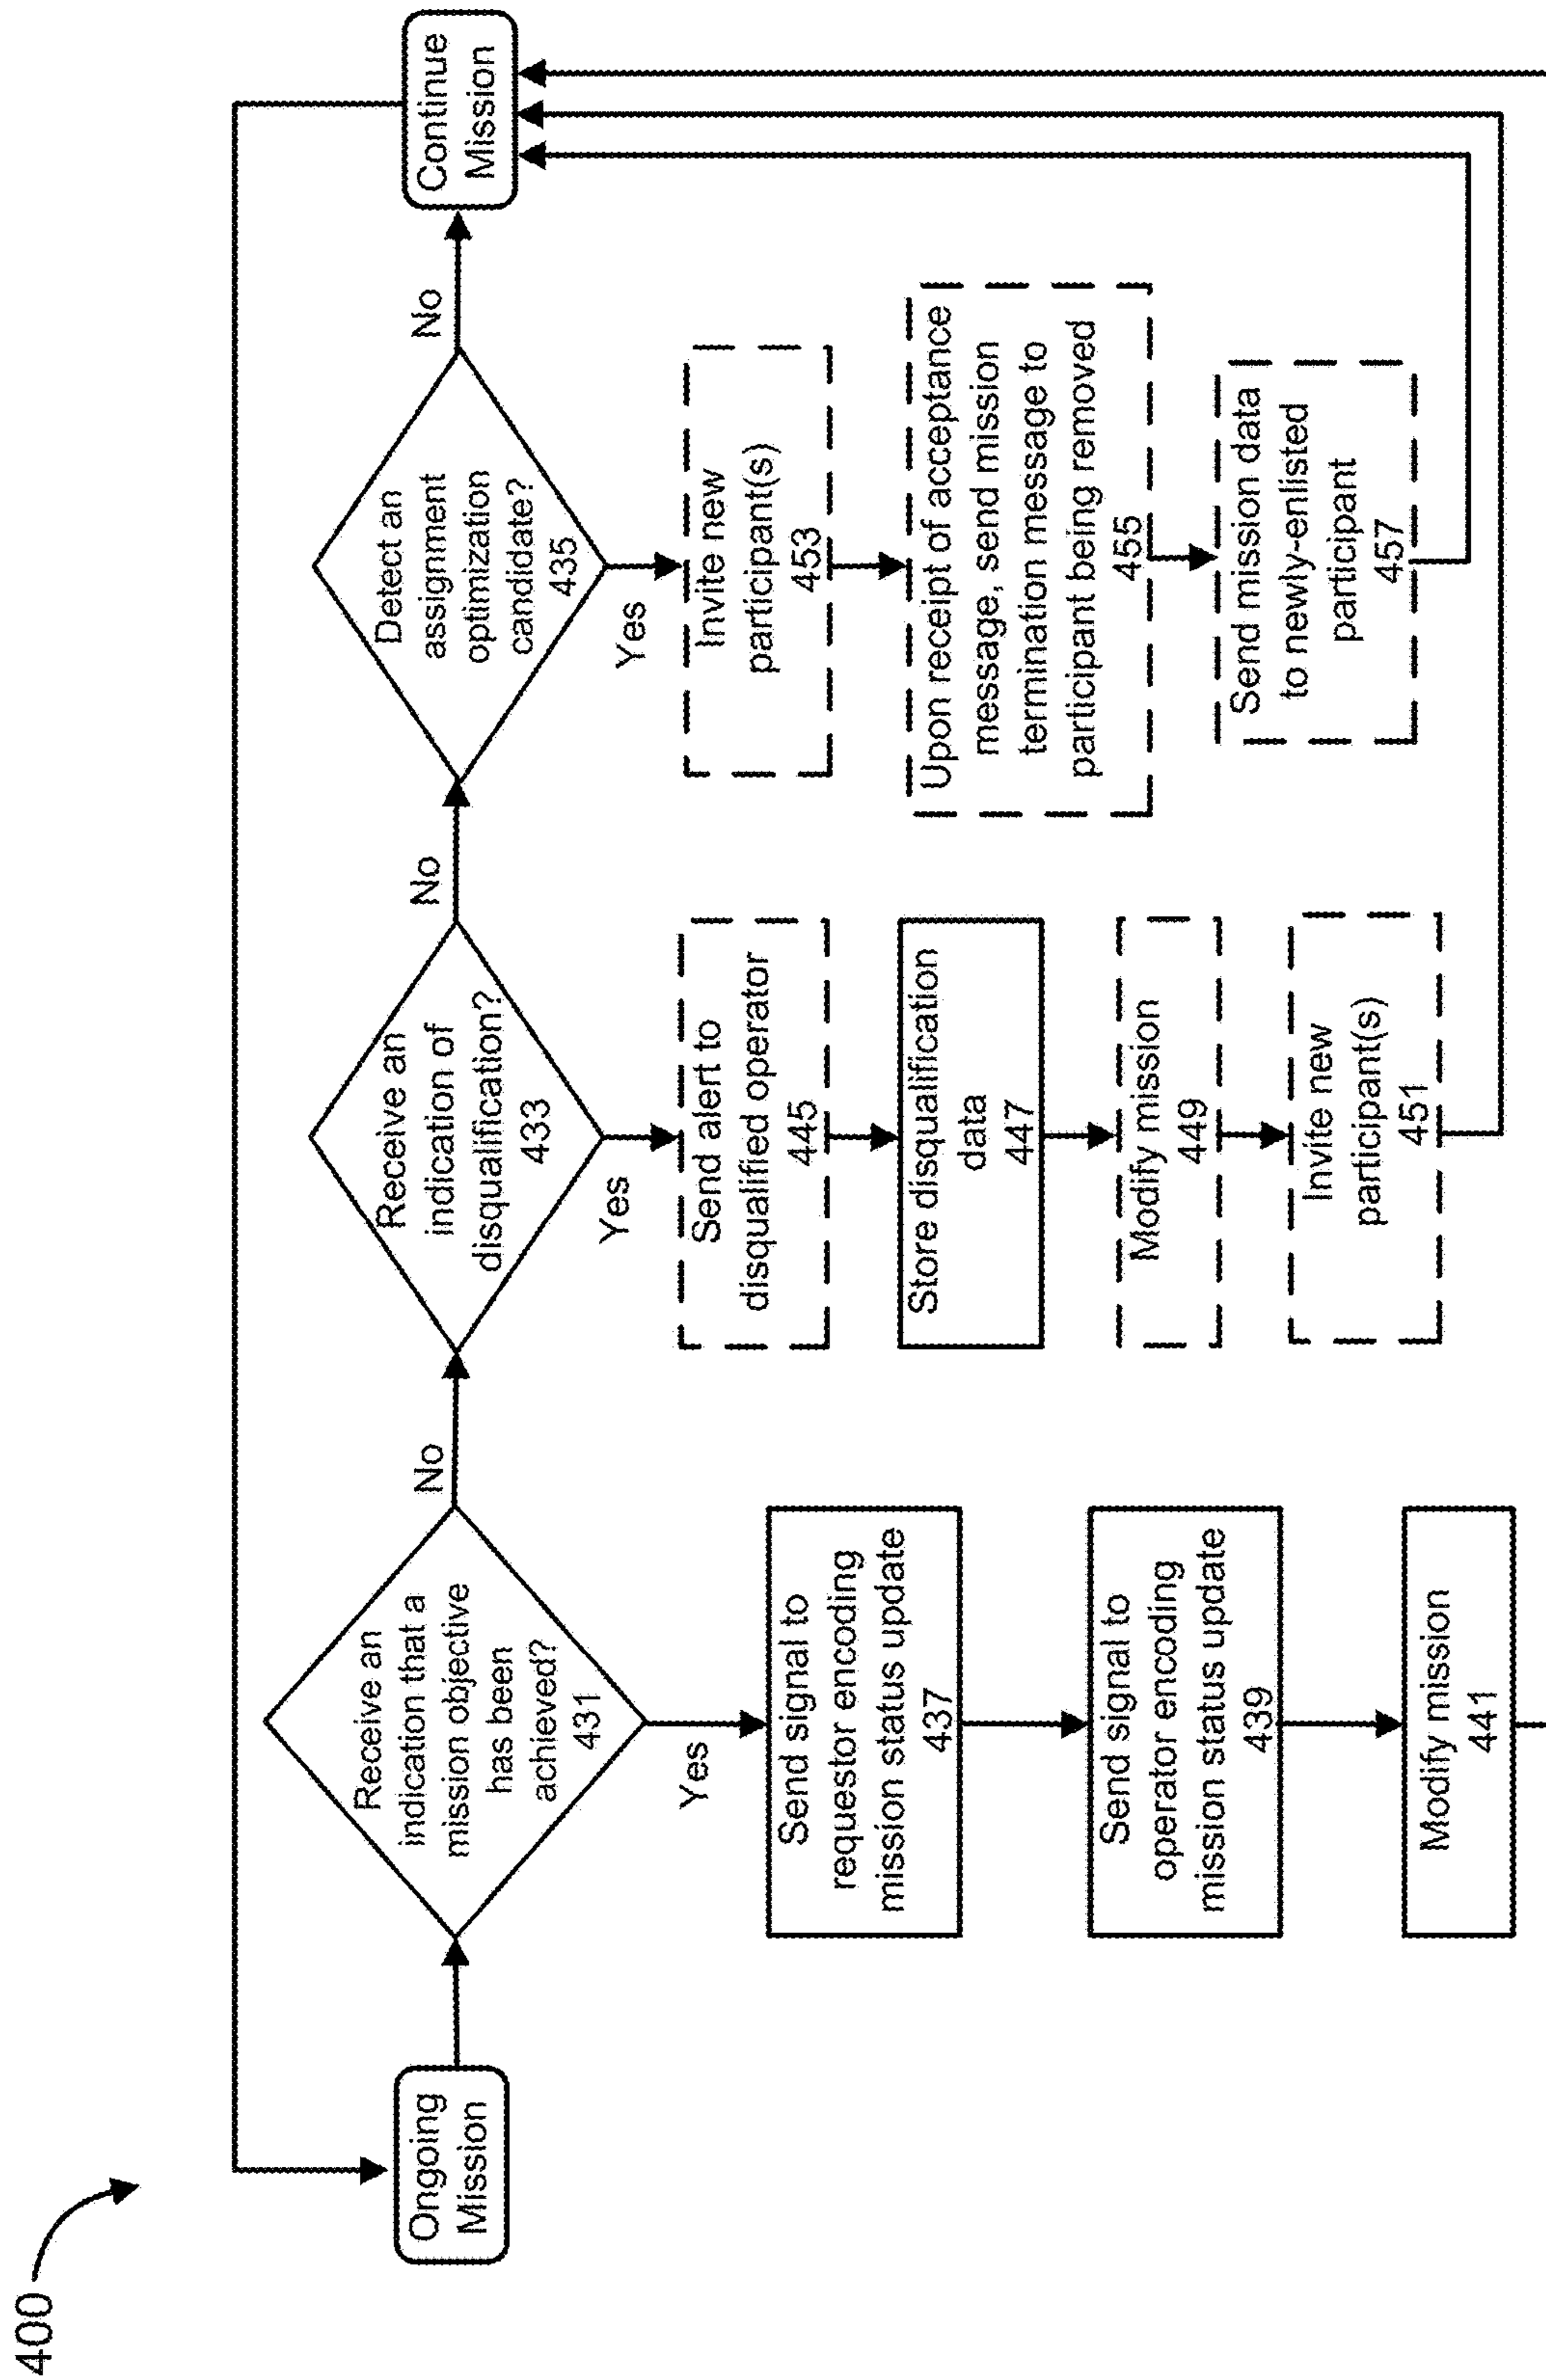 400
Ongoing
Mission
Receive an
indication that a
mission objective
has been
achieved?
431
No
Yes
Send signal to
requestor encoding
mission status update
437
Send signal to
operator encoding
mission status update
439
Modify mission
441
Receive an
indication of
disqualification?
433
No
Yes
Send alert to
disqualified operator
445
Store disqualification
data
447
Modify mission
449
Invite new
participant(s)
451
Detect an
assignment
optimization
candidate?
435
No
Yes
Invite new
participant(s)
453
Upon receipt of acceptance
message, send mission
termination message to
participant being removed
455
Send mission data
to newly-enlisted
participant
457
Continue
Mission